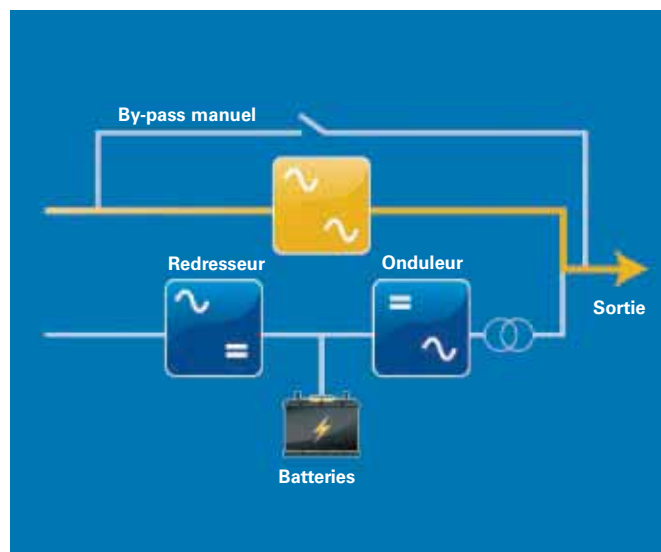 By-pass manuel
Redresseur
Onduleur
Sortie
Batteries